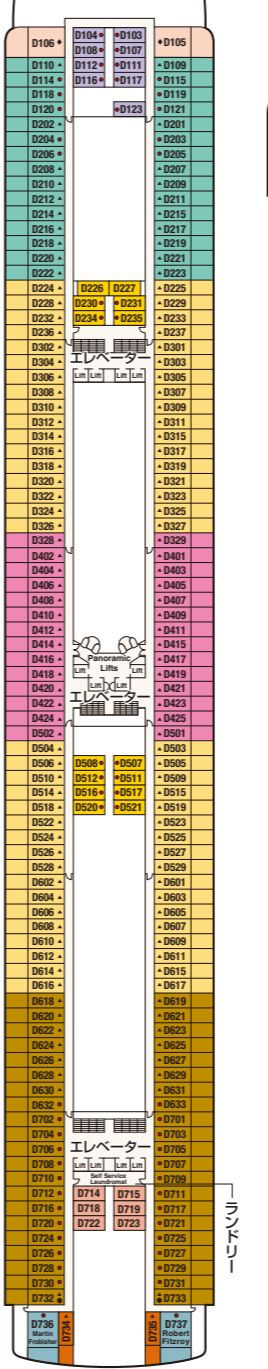 D104 D103
D106 D108 D107 D105
D110 D112 D111 D109
D114 D116 D117 D115
D118 D119
D120 D123 D121
D202 D201
D204 D203
D206 D205
D208 D207
D210 D209
D212 D211
D214 D215
D216 D217
D218 D219
D220 D221
D222 D223
D224 D226 D227 D225
D228 D230 D231 D229
D232 D234 D235 D233
D236 D237
D302 D301
エレベーター
D304 D303
D306 Lift Lift Lift Lift D305
D308 D307
D310 D309
D312 D311
D314 D315
D316 D317
D318 D319
D320 D321
D322 D323
D324 D325
D326 D327
D328 D329
D402 D401
D404 D403
D406 D405
D408 D407
D410 D409
D412 D411
D414 D415
D416 Panoramic D417
Lifts
D418 Lift Lift D419
D420 Lift Lift D421
エレベーター
D422 D423
D424 D425
D502 D501
D504 D503
D506 D508 D507 D505
D510 D512 D511 D509
D514 D516 D517 D515
D518 D520 D521 D519
D522 D523
D524 D525
D526 D527
D528 D529
D602 D601
D604 D603
D606 D605
D608 D607
D610 D609
D612 D611
D614 D615
D616 D617
D618 D619
D620 D621
D622 D623
D624 D625
D626 D627
D628 D629
D630 D631
D632 D633
D702 D701
D704 D703
エレベーター
D706 D705
D708 Lift Lift Lift Lift D707
D710 Self Service D709
Laundromat
ランドリー
D712 D714 D715 D711
D716 D718 D719 D717
D720 D722 D723 D721
D724 D725
D726 D727
D728 D729
D730 D731
D732 D733
D736 D734 D735 D737
Martin Robert
Frobisher Fitzroy